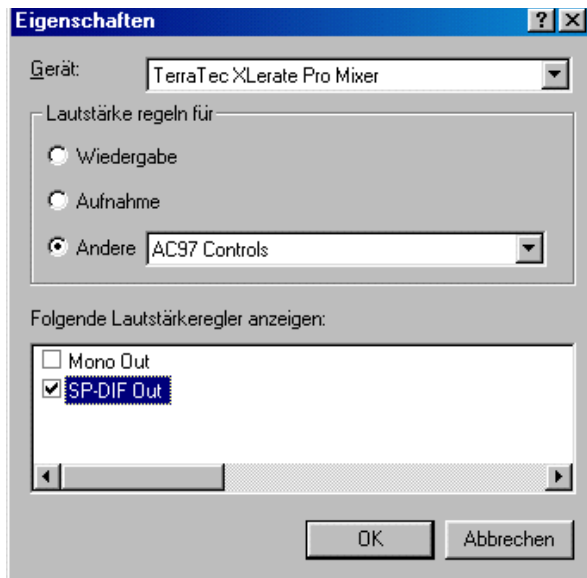 Eigenschaften
Gerät: TerraTec XLerate Pro Mixer
Lautstärke regeln für
Wiedergabe
Aufnahme
Andere AC97 Controls
Folgende Lautstärkeregler anzeigen:
Mono Out
SP-DIF Out
OK Abbrechen